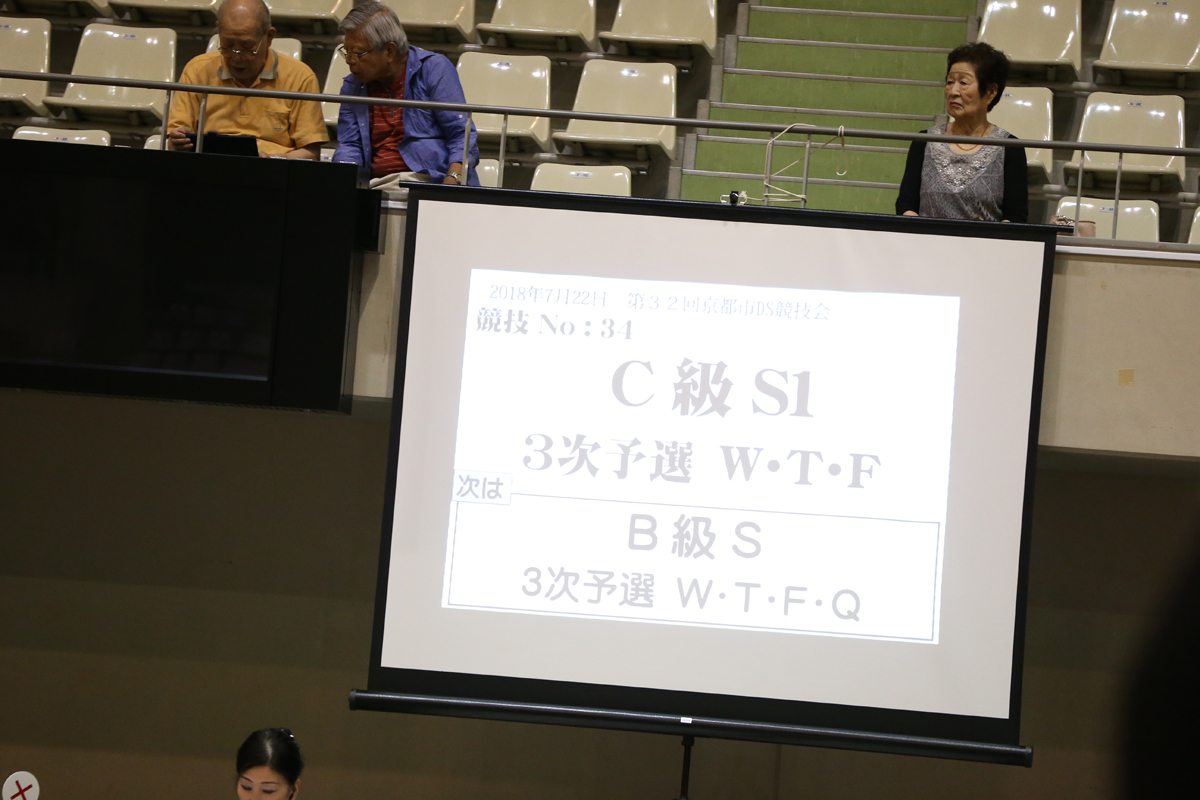 2018年7月22日 第３２回京都市DS競技会
競技 No：34
C 級 S1
3次予選 W・T・F
次は
B 級 S
3次予選 W・T・F・Q